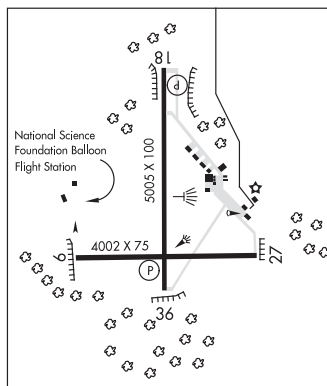 18
P
National Science
Foundation Balloon
Flight Station
5005 X 100
9
4002 X 75
27
P
36